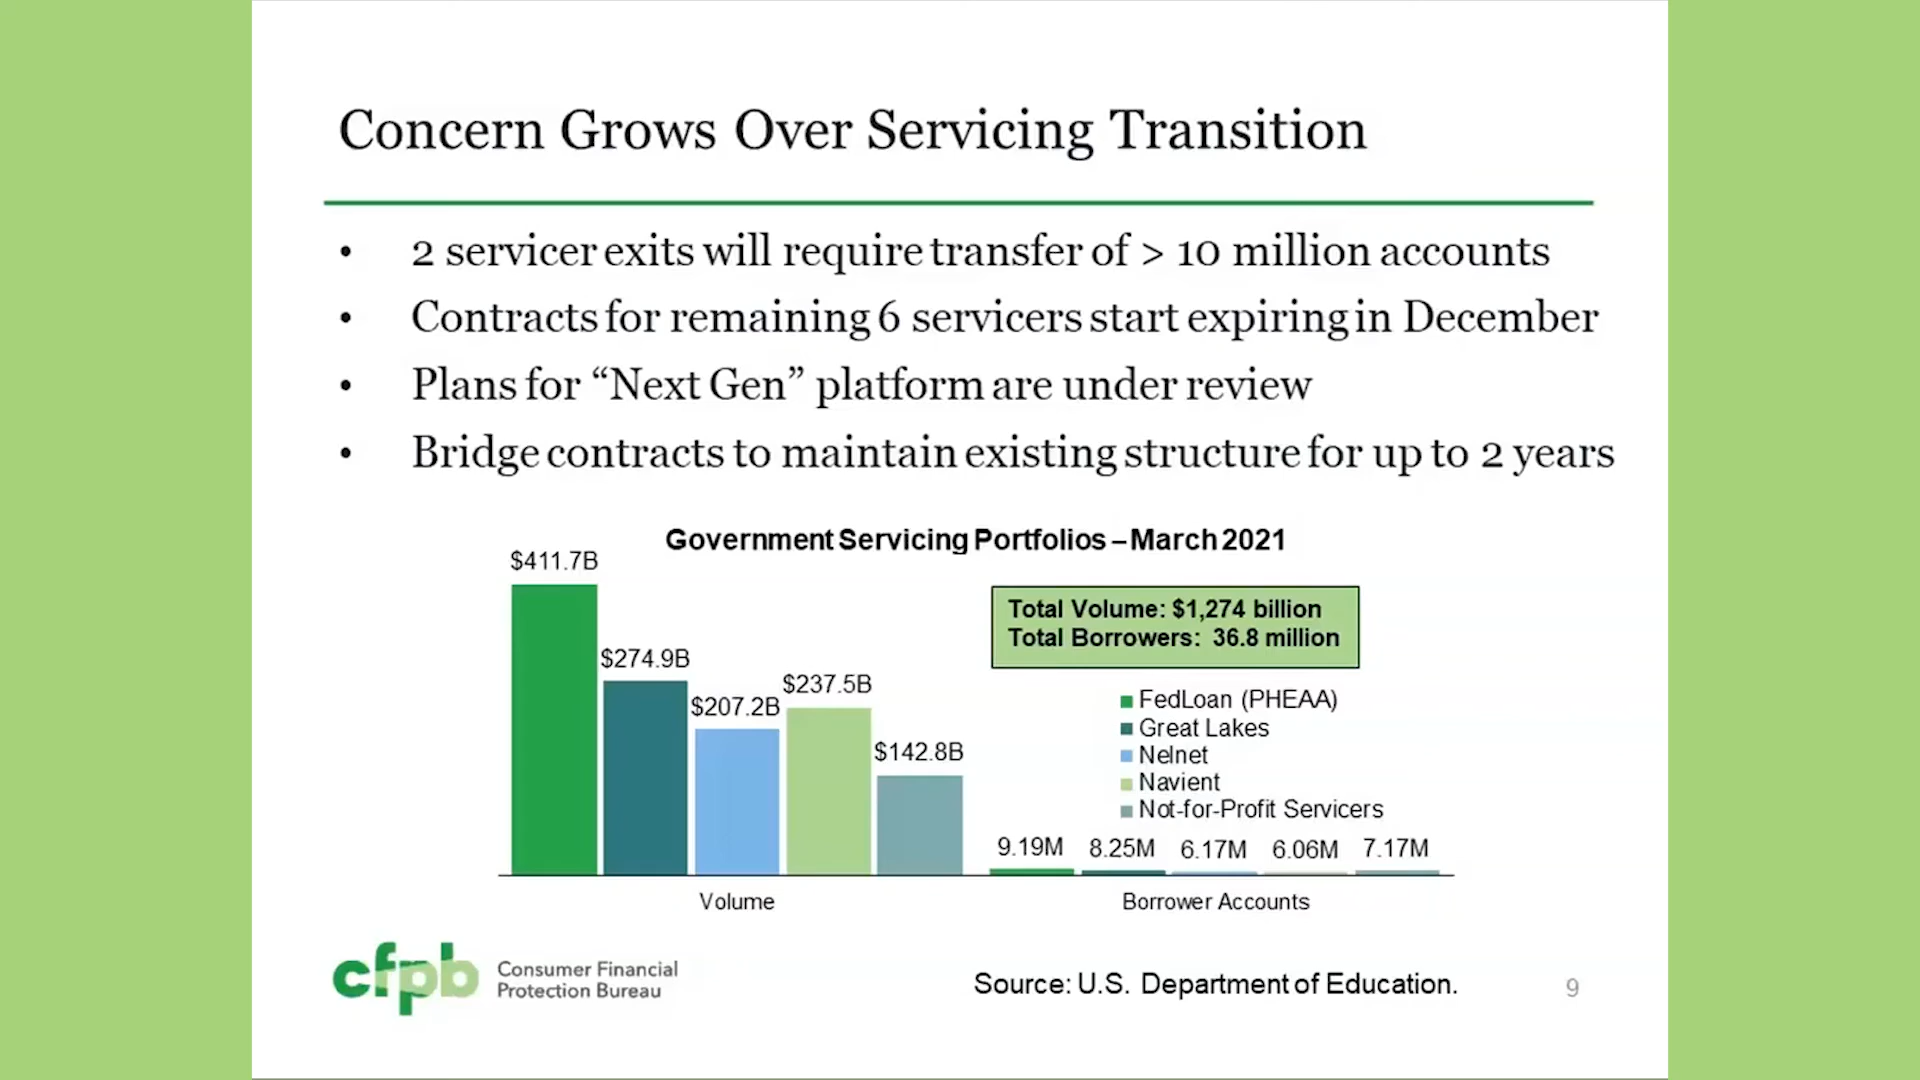 Concern Grows Over Servicing Transition
• 2 servicer exits will require transfer of > 10 million accounts
• Contracts for remaining 6 servicers start expiring in December
• Plans for “Next Gen” platform are under review
• Bridge contracts to maintain existing structure for up to 2 years
Government Servicing Portfolios – March 2021
$411.7B
$274.9B
$207.2B
$237.5B
$142.8B
Total Volume: $1,274 billion
Total Borrowers: 36.8 million
FedLoan (PHEAA)
Great Lakes
Nelnet
Navient
Not-for-Profit Servicers
9.19M
8.25M
6.17M
6.06M
7.17M
Volume
Borrower Accounts
cfpb
Consumer Financial
Protection Bureau
Source: U.S. Department of Education.
9